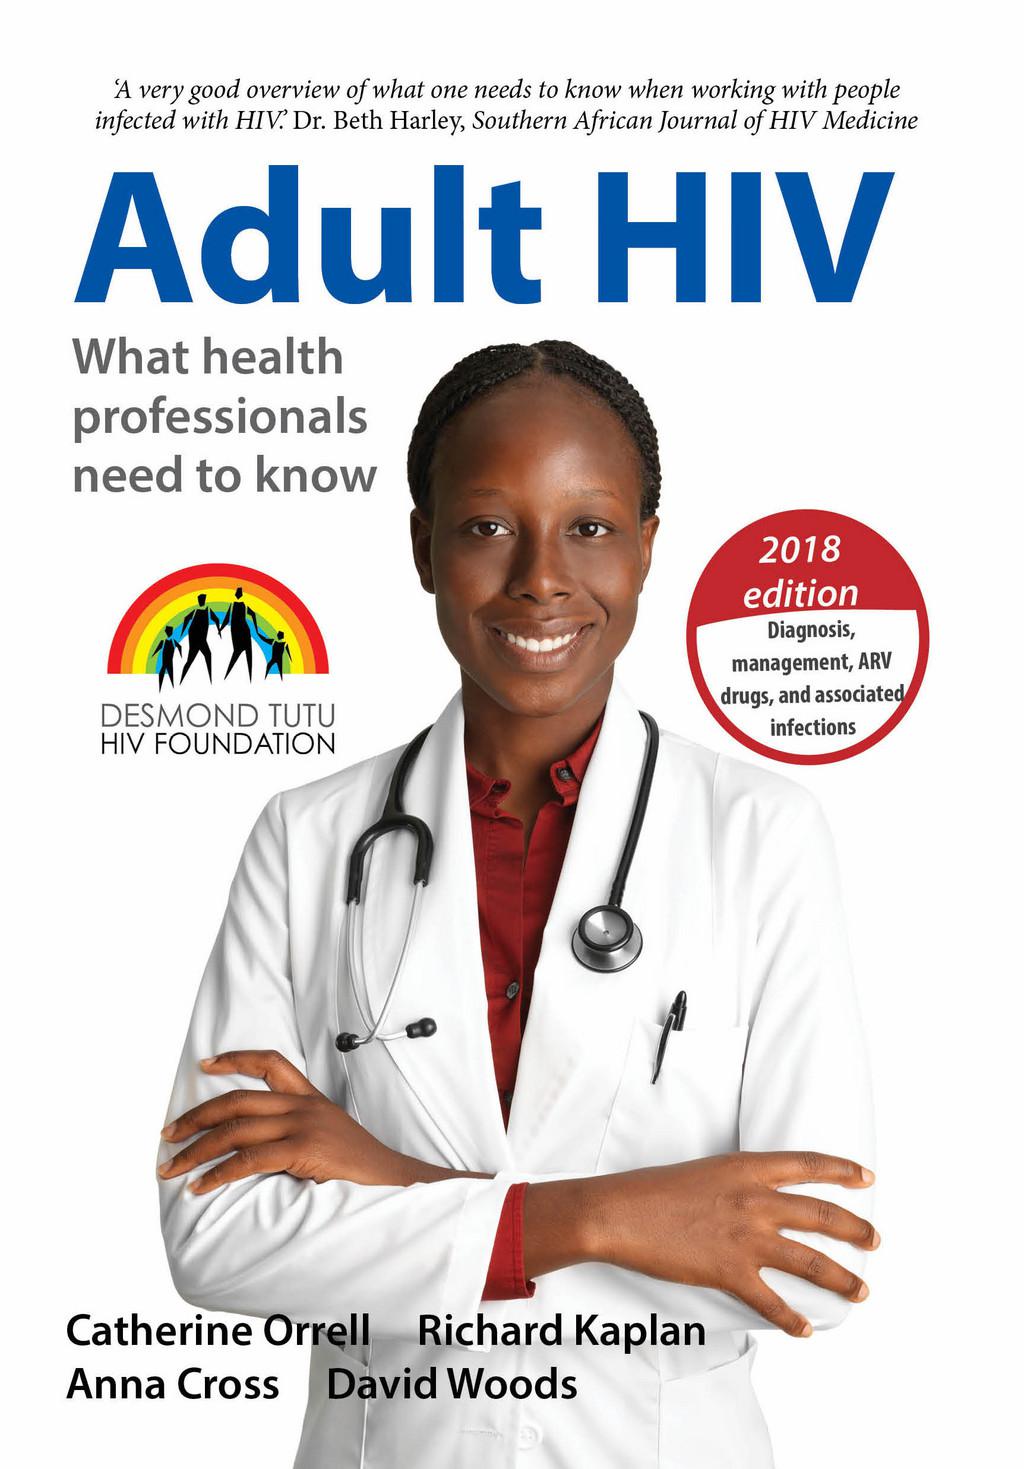 ‘A very good overview of what one needs to know when working with people
infected with HIV.’ Dr. Beth Harley, Southern African Journal of HIV Medicine
Adult HIV
What health
professionals
need to know
2018
edition
Diagnosis,
management, ARV
drugs, and associated
infections
DESMOND TUTU
HIV FOUNDATION
Catherine Orrell Richard Kaplan
Anna Cross David Woods